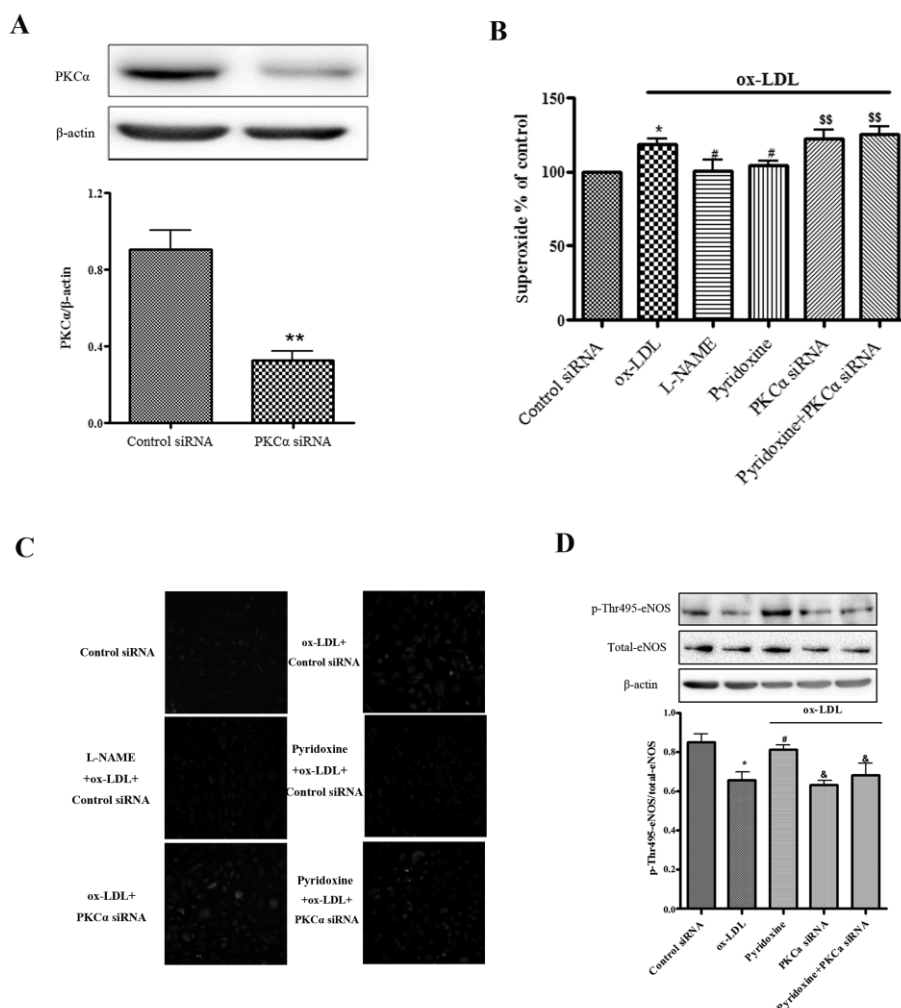 A
PKCα
β-actin
1.2
0.8
0.4
0.0
PKCα/β-actin
**
Control siRNA
PKCα siRNA
B
ox-LDL
150
100
50
0
Superoxide % of control
*
#
#
$$
$$
Control siRNA
ox-LDL
L-NAME
Pyridoxine
PKCα siRNA
Pyridoxine+PKCα siRNA
C
Control siRNA
ox-LDL+
Control siRNA
L-NAME
+ox-LDL+
Control siRNA
Pyridoxine
+ox-LDL+
Control siRNA
ox-LDL+
PKCα siRNA
Pyridoxine
+ox-LDL+
PKCα siRNA
D
p-Thr495-eNOS
Total-eNOS
β-actin
ox-LDL
1.0
0.8
0.6
0.4
0.2
0.0
p-Thr495-eNOS/total-eNOS
*
#
&
&
Control siRNA
ox-LDL
Pyridoxine
PKCa siRNA
Pyridoxine+PKCa siRNA